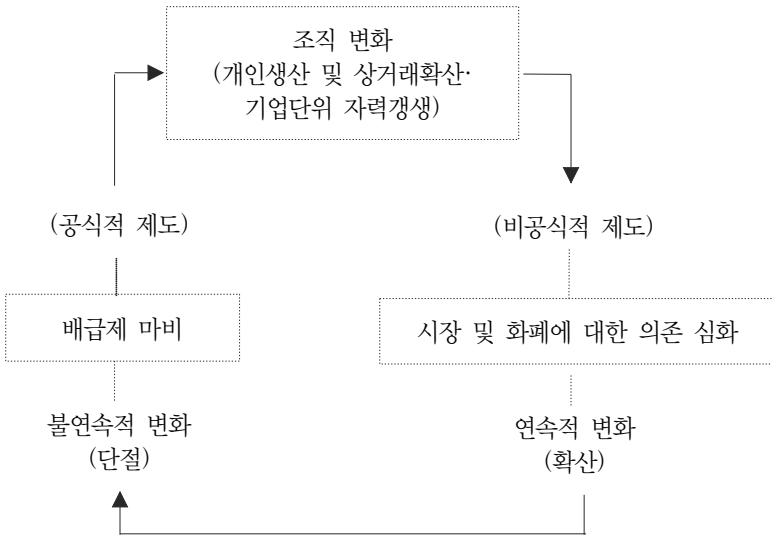 조직 변화
(개인생산 및 상거래확산·
기업단위 자력갱생)
(공식적 제도)
(비공식적 제도)
배급제 마비
시장 및 화폐에 대한 의존 심화
불연속적 변화
(단절)
연속적 변화
(확산)